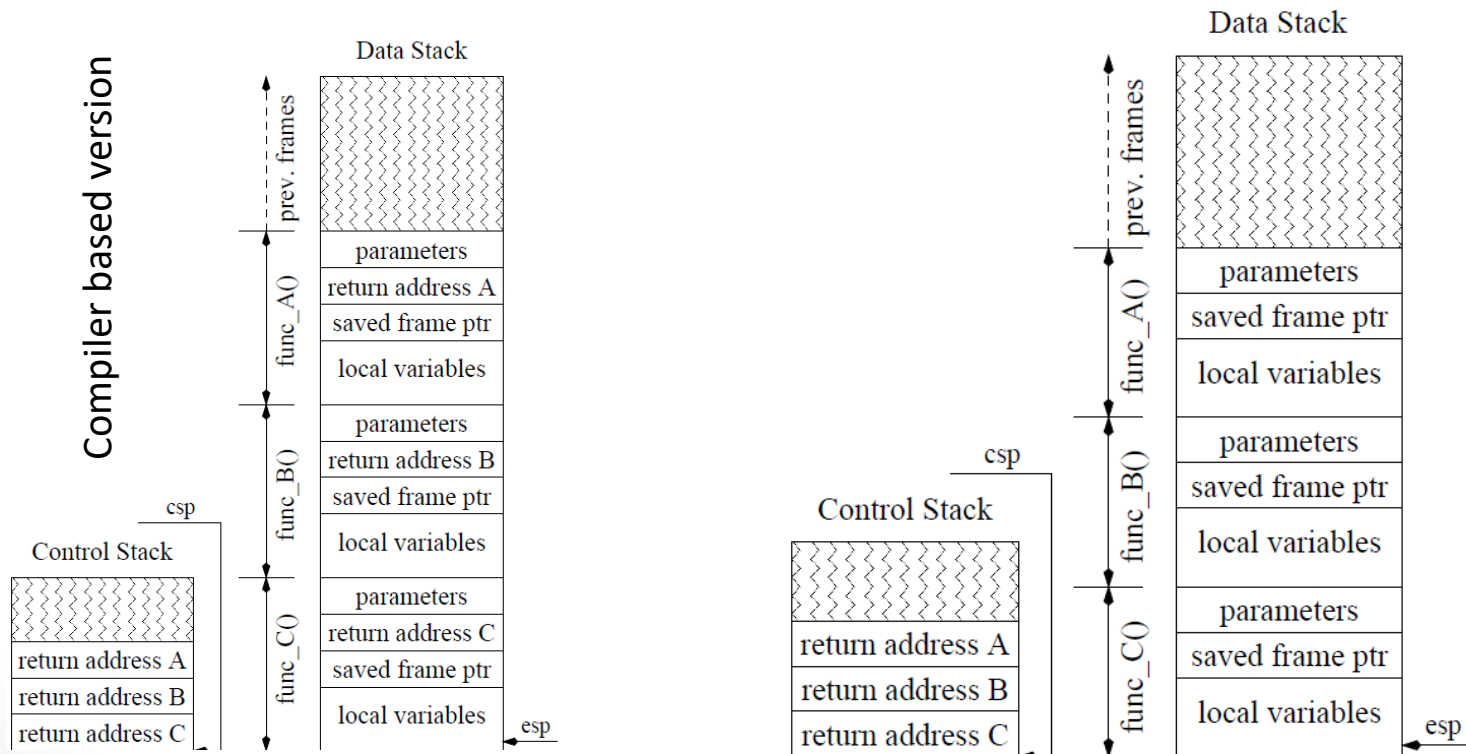 Compiler based version
Data Stack
prev. frames
func_A()
parameters
return address A
saved frame ptr
local variables
func_B()
parameters
return address B
saved frame ptr
local variables
func_C()
parameters
return address C
saved frame ptr
local variables
esp
csp
Control Stack
return address A
return address B
return address C
Data Stack
prev. frames
func_A()
parameters
saved frame ptr
local variables
func_B()
parameters
saved frame ptr
local variables
func_C()
parameters
saved frame ptr
local variables
esp
csp
Control Stack
return address A
return address B
return address C